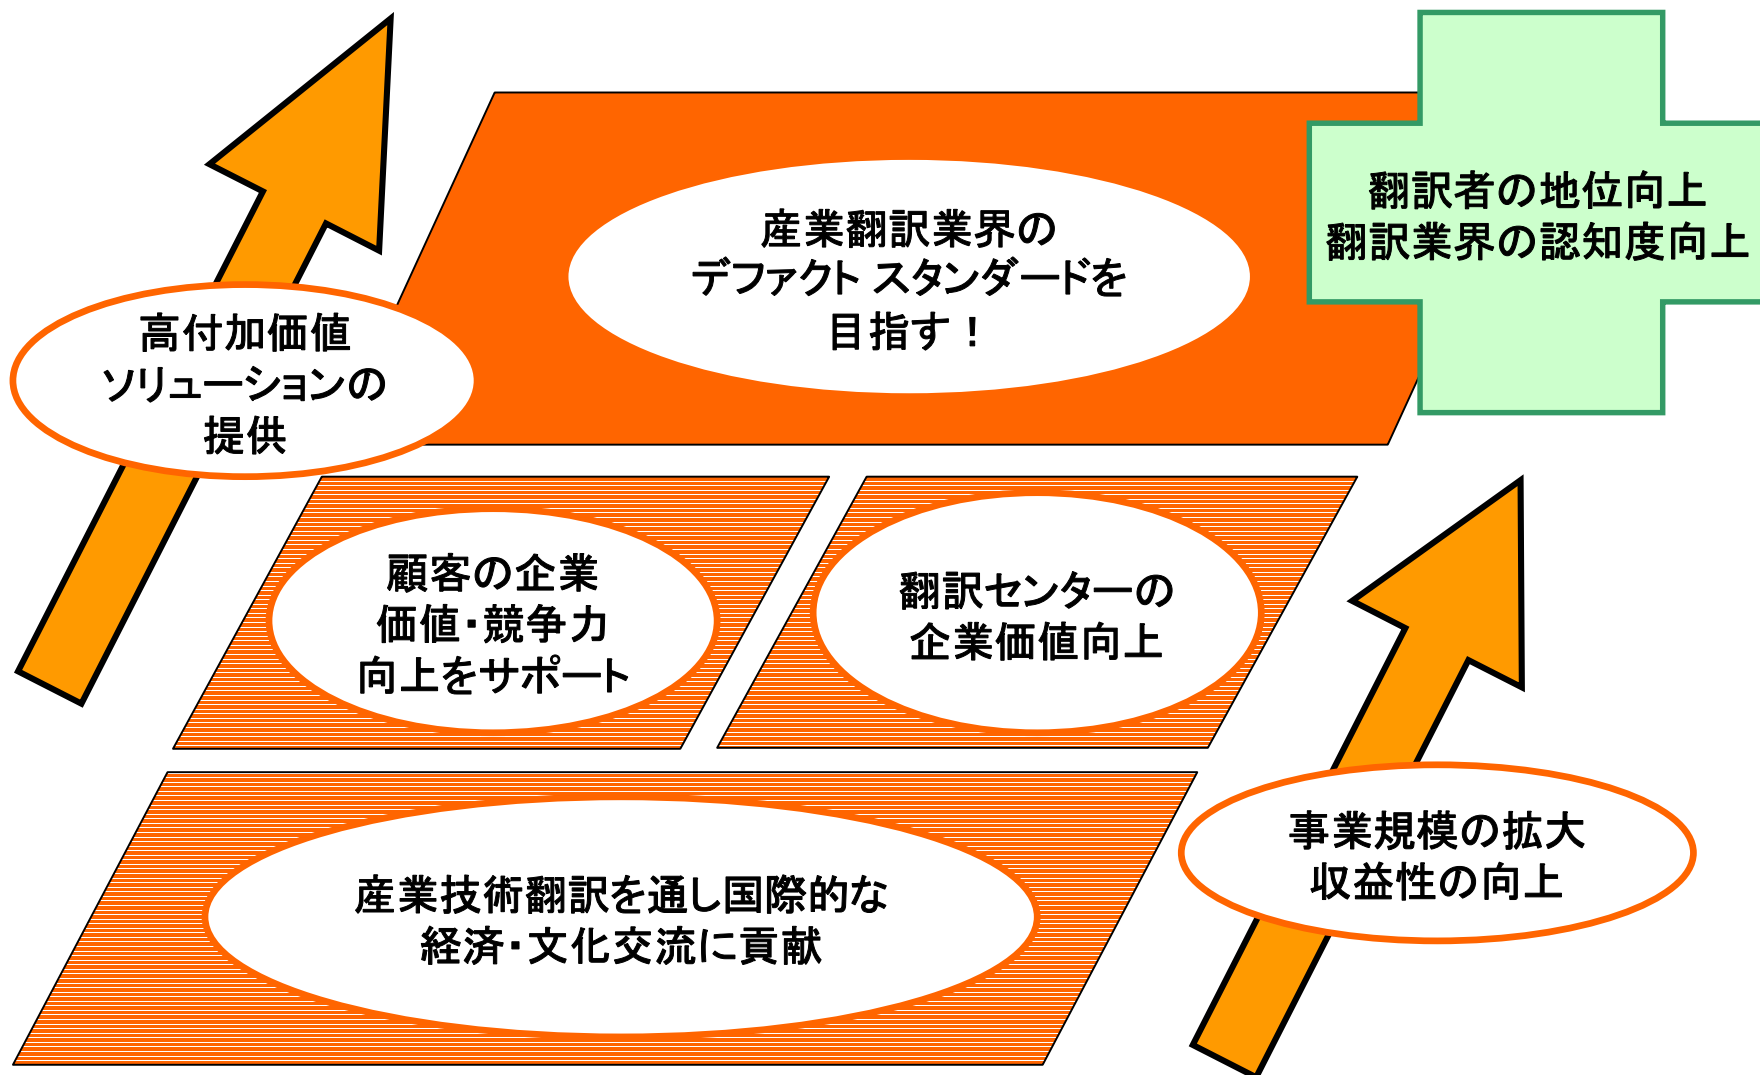 産業翻訳業界の
デファクト スタンダードを
目指す！
翻訳者の地位向上
翻訳業界の認知度向上
高付加価値
ソリューションの
提供
顧客の企業
価値・競争力
向上をサポート
翻訳センターの
企業価値向上
事業規模の拡大
収益性の向上
産業技術翻訳を通し国際的な
経済・文化交流に貢献